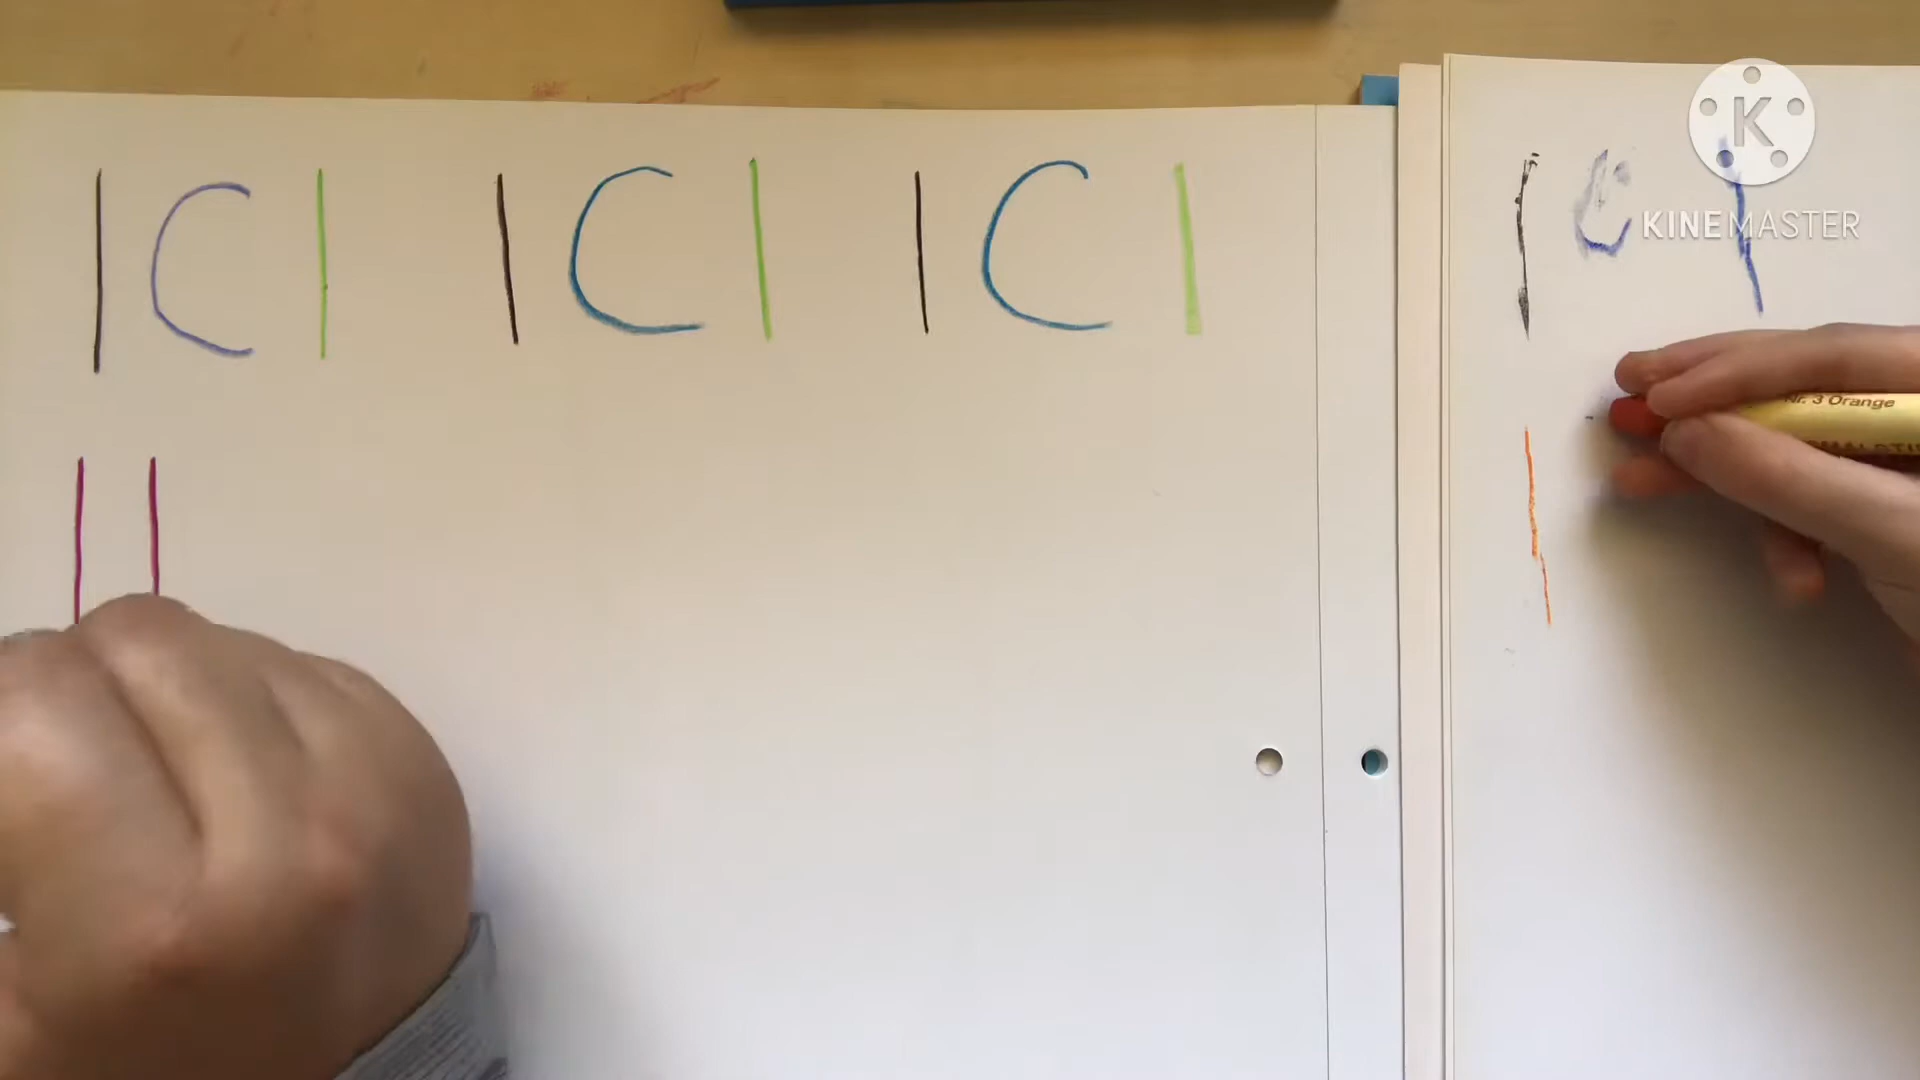 I C I I C I I C I
I C I
K
KINEMASTER
Nr. 3 Orange
I I
I